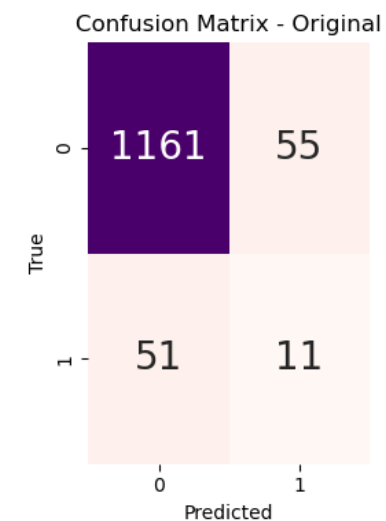 Confusion Matrix - Original
0
1161
55
True
1
51
11
0
1
Predicted